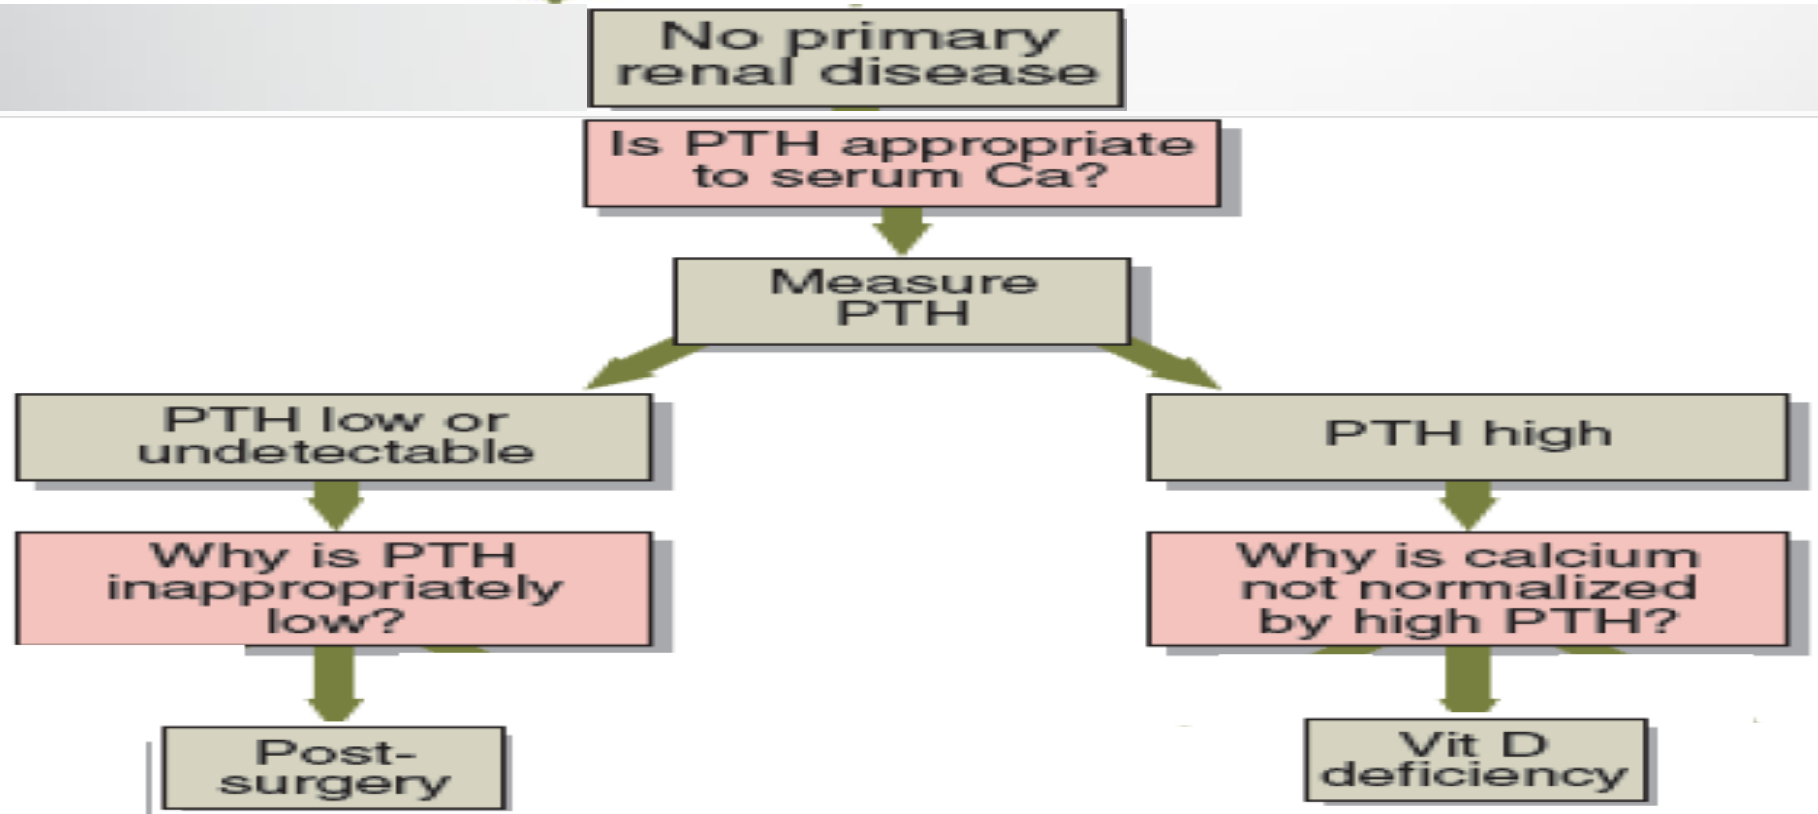 No primary
renal disease
Is PTH appropriate
to serum Ca?
Measure
PTH
PTH low or
undetectable
PTH high
Why is PTH
inappropriately
low?
Why is calcium
not normalized
by high PTH?
Post-
surgery
Vit D
deficiency